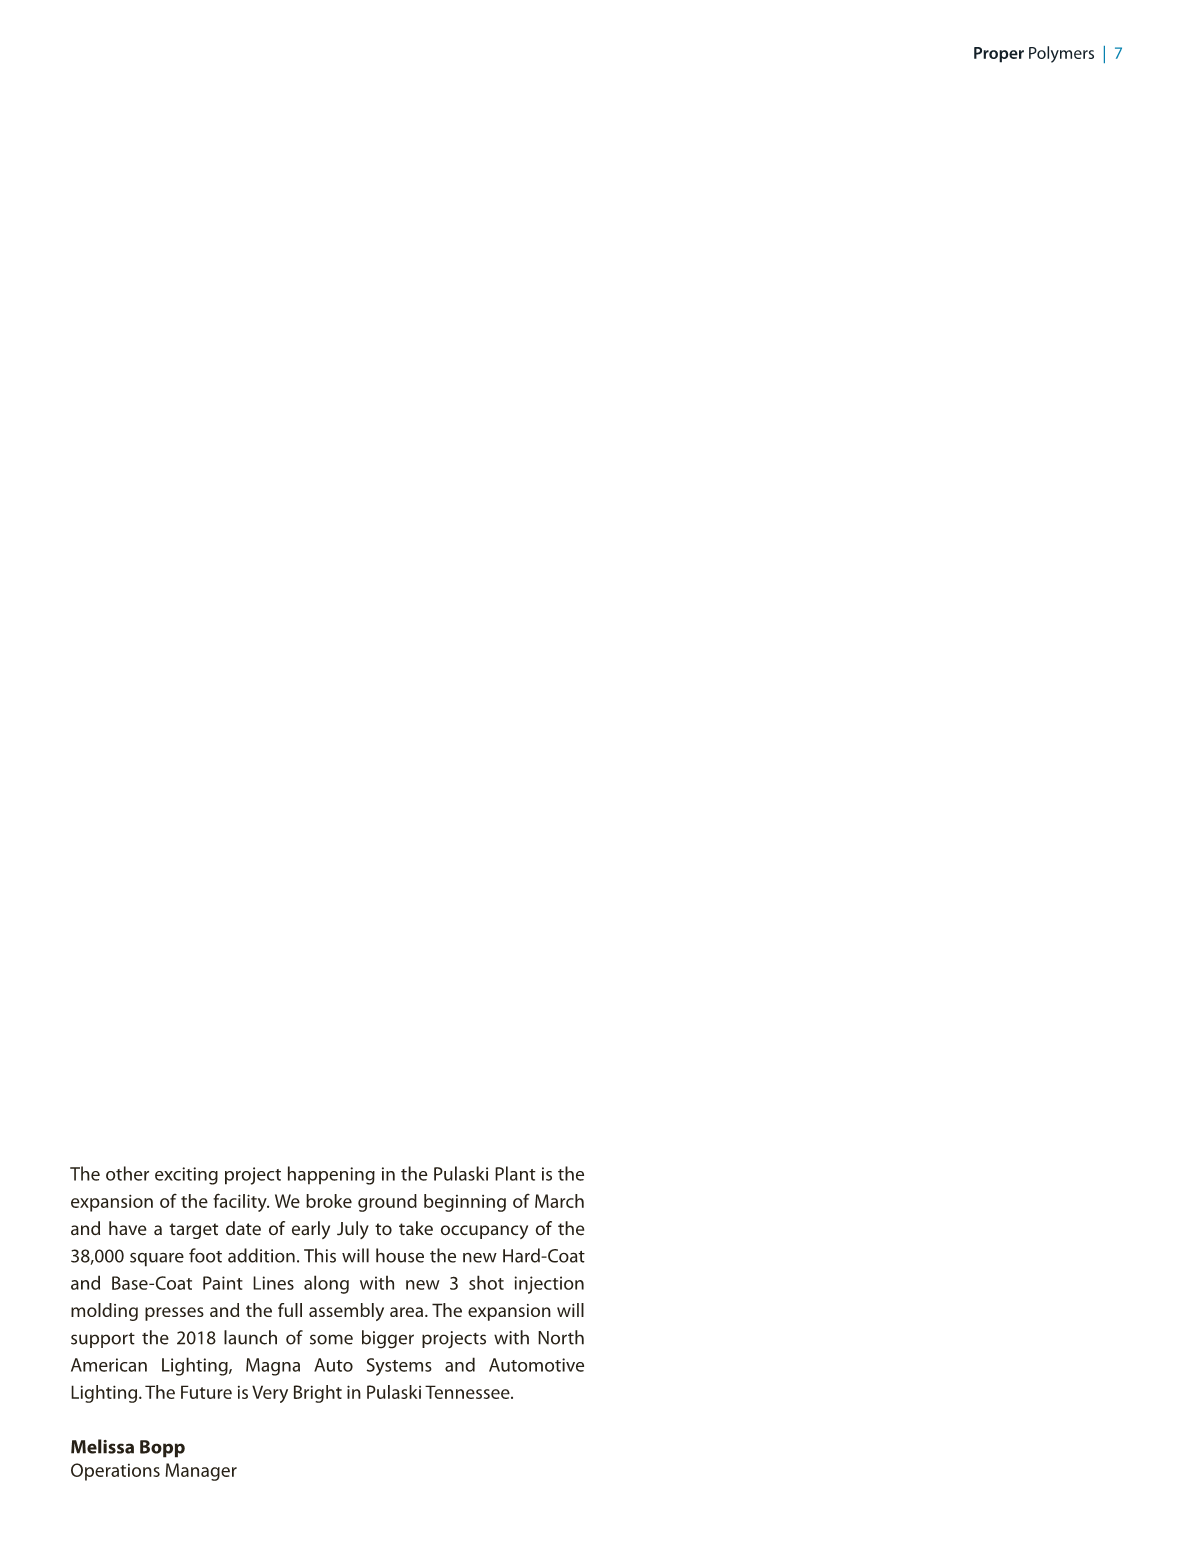 Proper Polymers | 7
The other exciting project happening in the Pulaski Plant is the
expansion of the facility. We broke ground beginning of March
and have a target date of early July to take occupancy of the
38,000 square foot addition. This will house the new Hard-Coat
and Base-Coat Paint Lines along with new 3 shot injection
molding presses and the full assembly area. The expansion will
support the 2018 launch of some bigger projects with North
American Lighting, Magna Auto Systems and Automotive
Lighting. The Future is Very Bright in Pulaski Tennessee.
Melissa Bopp
Operations Manager